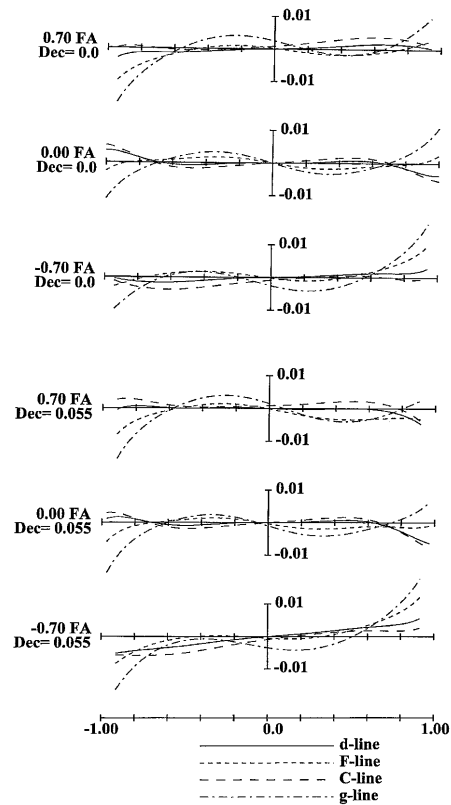 0.01
0.70 FA
Dec= 0.0
-0.01
0.01
0.00 FA
Dec= 0.0
-0.01
0.01
-0.70 FA
Dec= 0.0
-0.01
0.01
0.70 FA
Dec= 0.055
-0.01
0.01
0.00 FA
Dec= 0.055
-0.01
0.01
-0.70 FA
Dec= 0.055
-0.01
-1.00 0.0 1.00
d-line
F-line
C-line
g-line